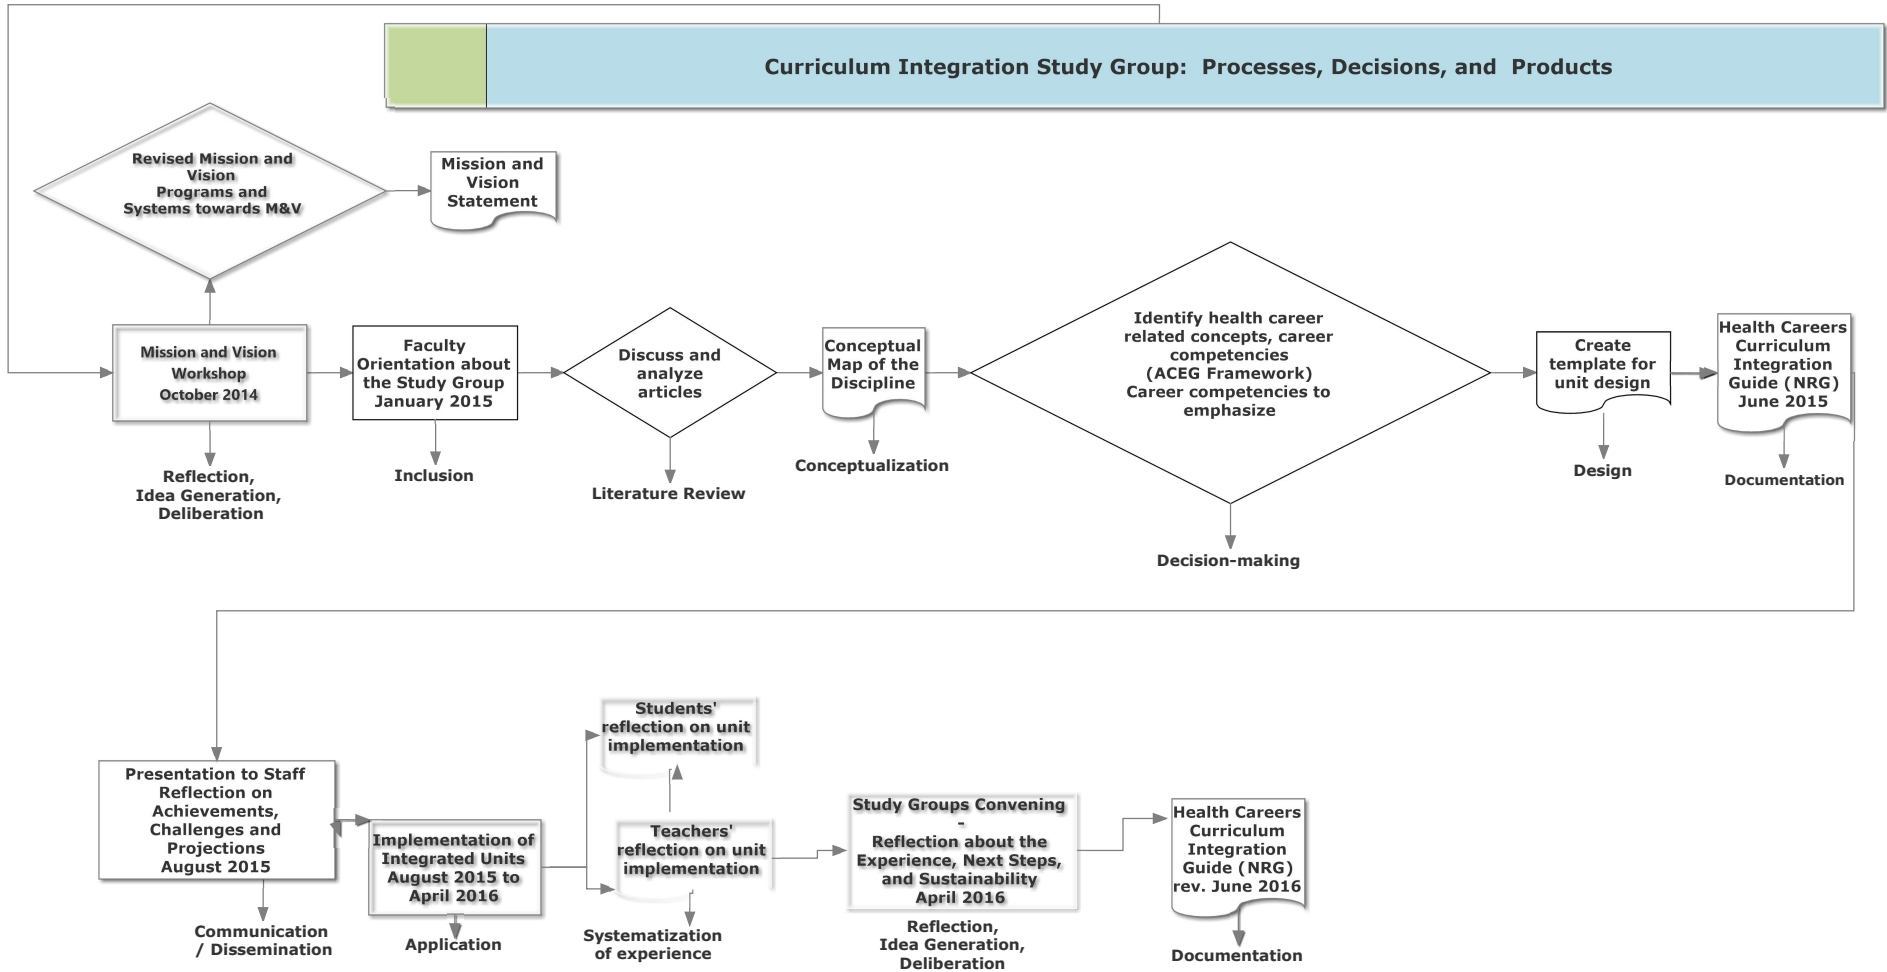 Curriculum Integration Study Group:  Processes, Decisions, and  Products
Revised Mission and
Vision
Programs and
Systems towards M&V
Mission and
Vision
Statement
Mission and Vision
Workshop
October 2014
Reflection,
Idea Generation,
Deliberation
Faculty
Orientation about
the Study Group
January 2015
Inclusion
Discuss and
analyze
articles
Literature Review
Conceptual
Map of the
Discipline
Conceptualization
Identify health career
related concepts, career
competencies
(ACEG Framework)
Career competencies to
emphasize
Decision-making
Create
template for
unit design
Design
Health Careers
Curriculum
Integration
Guide (NRG)
June 2015
Documentation
Presentation to Staff
Reflection on
Achievements,
Challenges and
Projections
August 2015
Communication
/ Dissemination
Implementation of
Integrated Units
August 2015 to
April 2016
Application
Students'
reflection on unit
implementation
Teachers'
reflection on unit
implementation
Systematization
of experience
Study Groups Convening
-
Reflection about the
Experience, Next Steps,
and Sustainability
April 2016
Reflection,
Idea Generation,
Deliberation
Health Careers
Curriculum
Integration
Guide (NRG)
rev. June 2016
Documentation